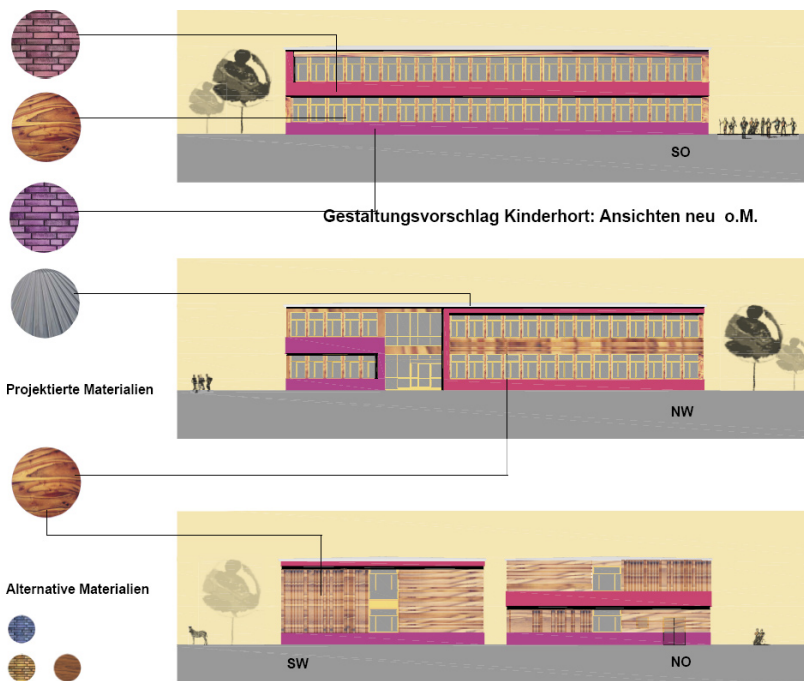 SO
Gestaltungsvorschlag Kinderhort: Ansichten neu o.M.
Projektierte Materialien
NW
Alternative Materialien
SW
NO